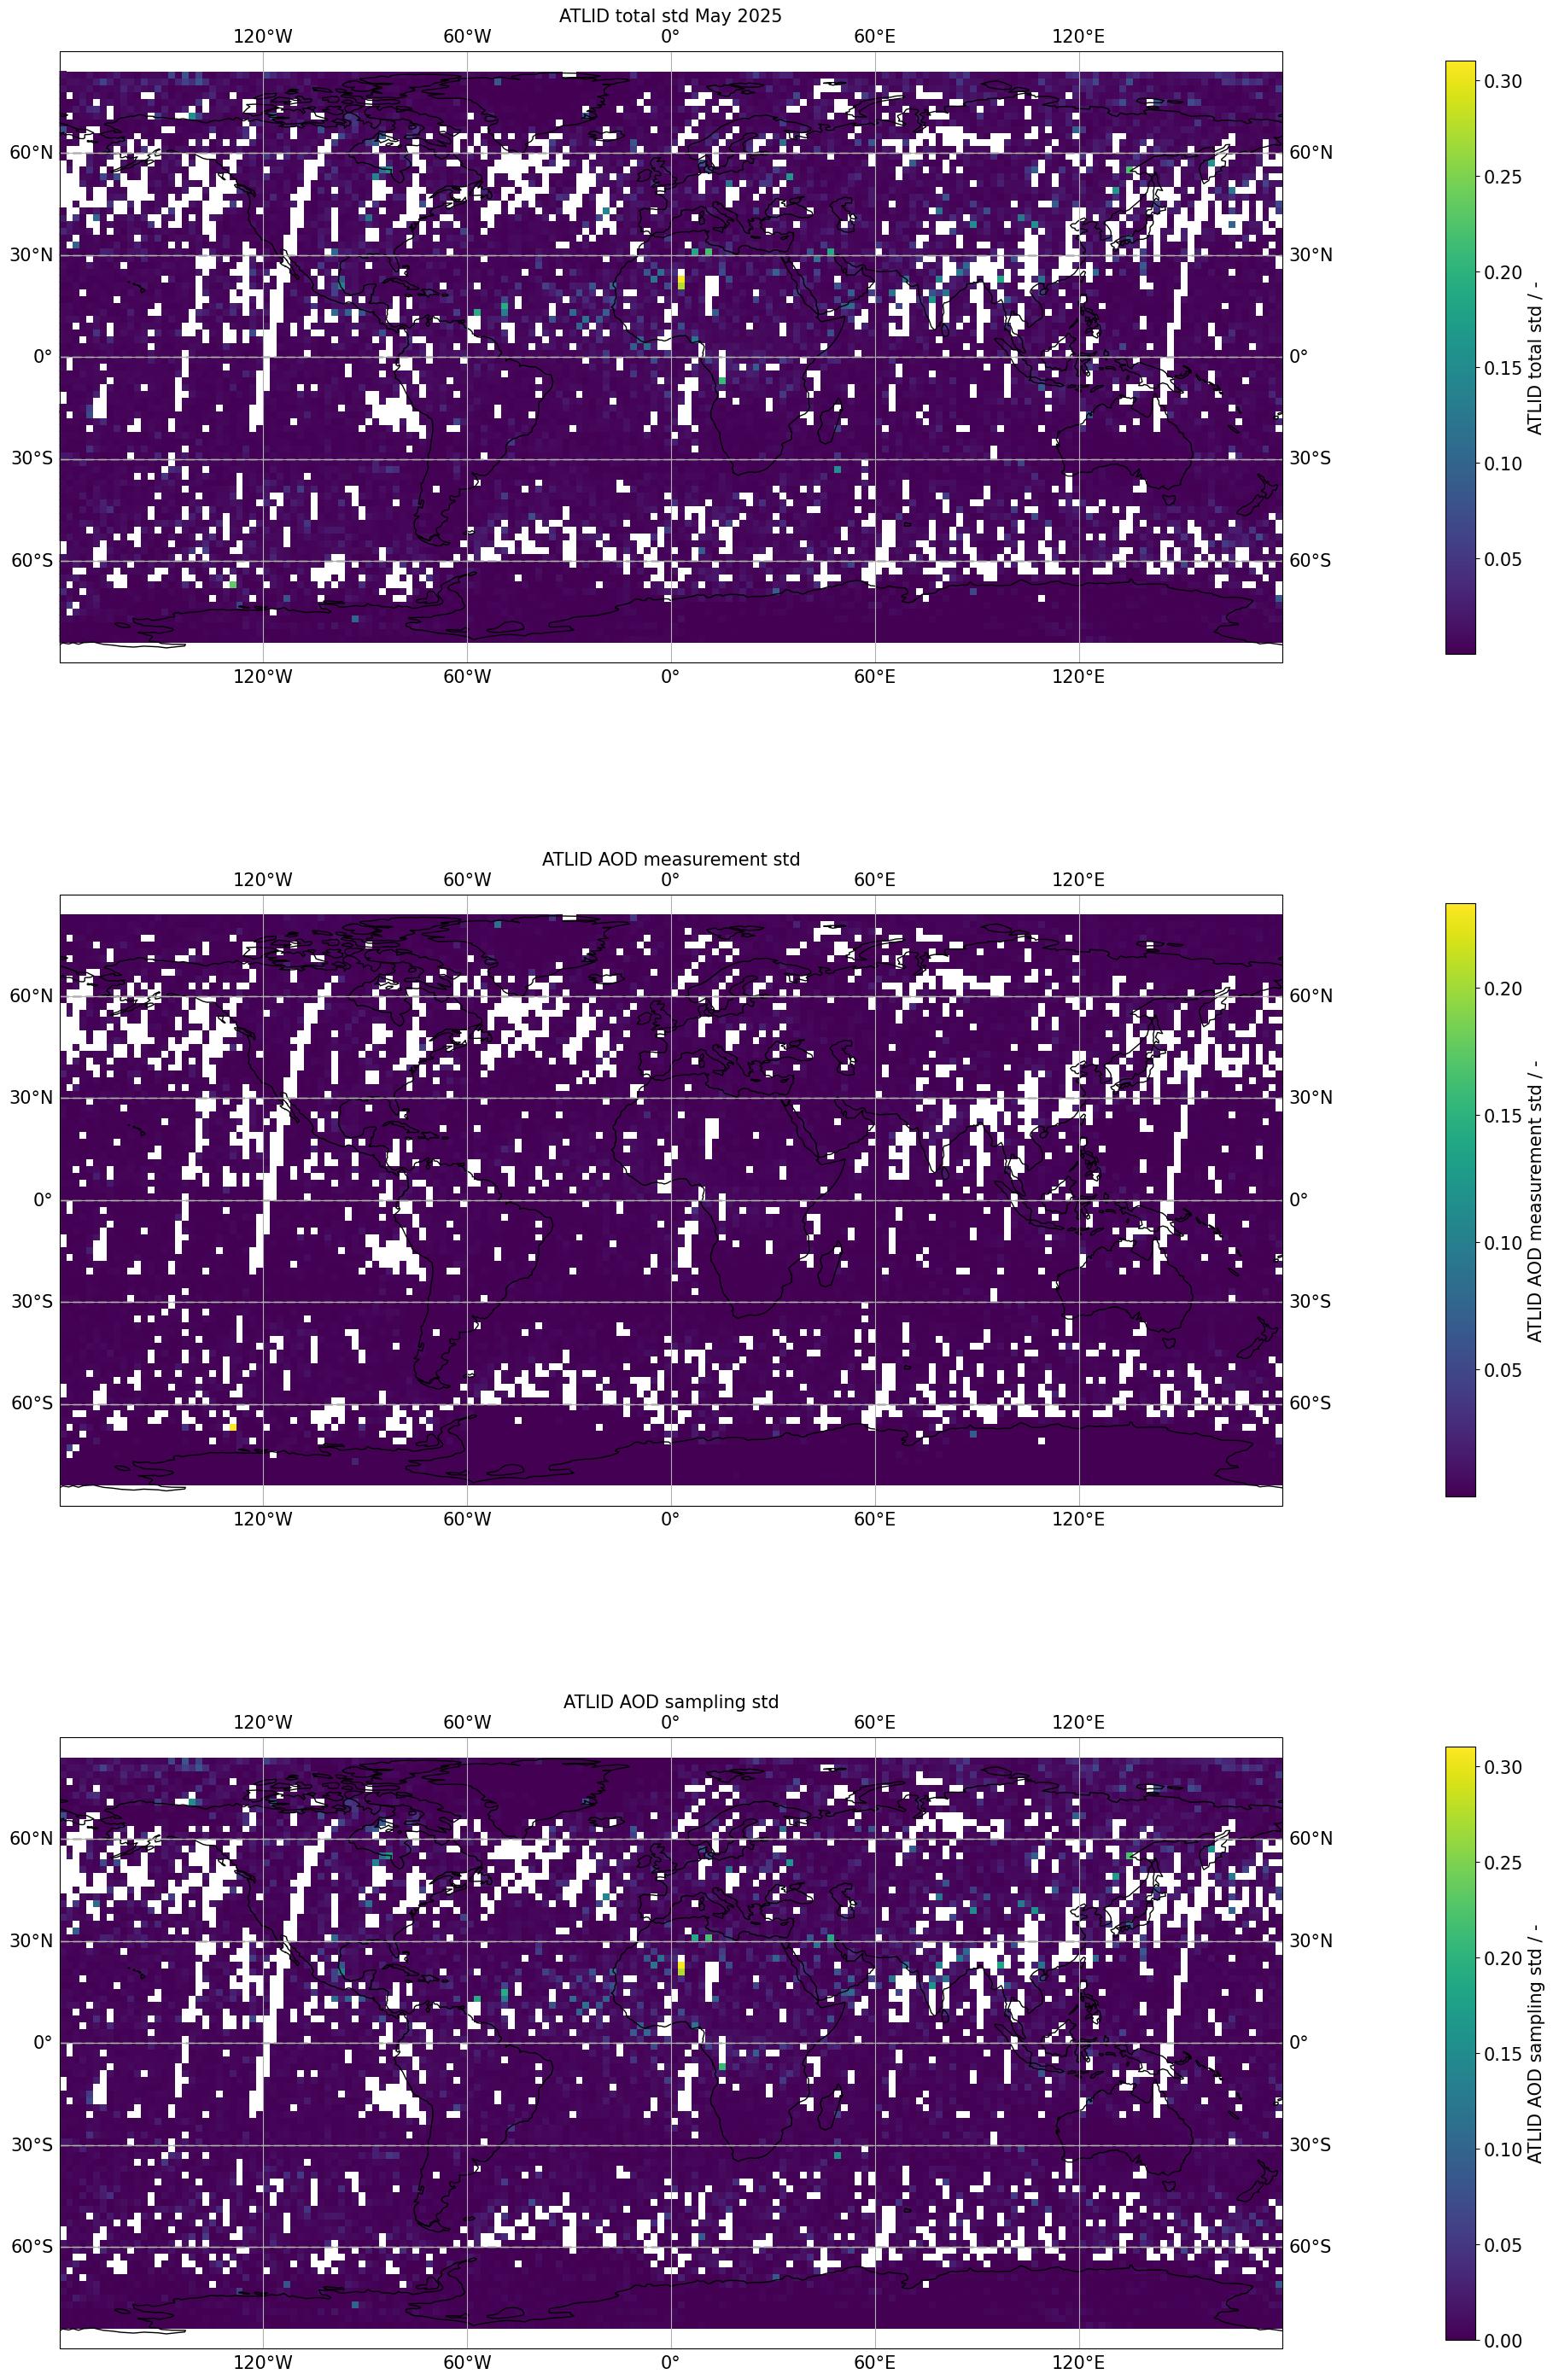 ATLID total std May 2025
120°W 60°W 0° 60°E 120°E
0.30
60°N 60°N
0.25
30°N 30°N
0.20
0° 0°
0.15
30°S 30°S
0.10
60°S 60°S
0.05
120°W 60°W 0° 60°E 120°E
ATLID total std / -
ATLID AOD measurement std
120°W 60°W 0° 60°E 120°E
0.20
60°N 60°N
0.15
30°N 30°N
0° 0°
0.10
30°S 30°S
0.05
60°S 60°S
120°W 60°W 0° 60°E 120°E
ATLID AOD measurement std / -
ATLID AOD sampling std
120°W 60°W 0° 60°E 120°E
0.30
60°N 60°N
0.25
30°N 30°N
0.20
0° 0°
0.15
30°S 30°S
0.10
60°S 60°S
0.05
0.00
120°W 60°W 0° 60°E 120°E
ATLID AOD sampling std / -